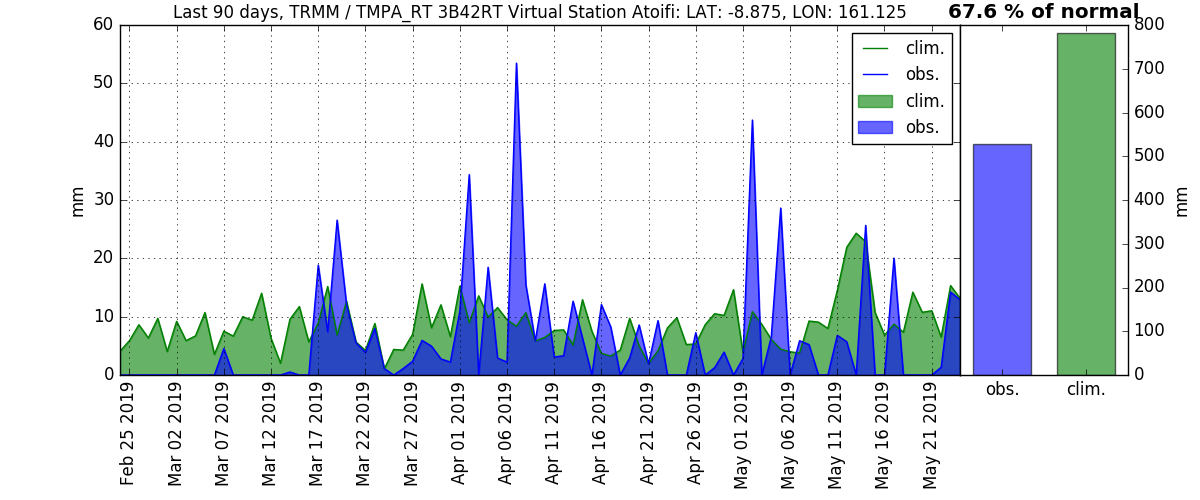 Last 90 days, TRMM / TMPA_RT 3B42RT Virtual Station Atoifi: LAT: -8.875, LON: 161.125
67.6 % of normal
60
50
40
30
20
10
0
mm
clim.
obs.
clim.
obs.
800
700
600
500
400
300
200
100
0
mm
obs.
clim.
Feb 25 2019
Mar 02 2019
Mar 07 2019
Mar 12 2019
Mar 17 2019
Mar 22 2019
Mar 27 2019
Apr 01 2019
Apr 06 2019
Apr 11 2019
Apr 16 2019
Apr 21 2019
Apr 26 2019
May 01 2019
May 06 2019
May 11 2019
May 16 2019
May 21 2019